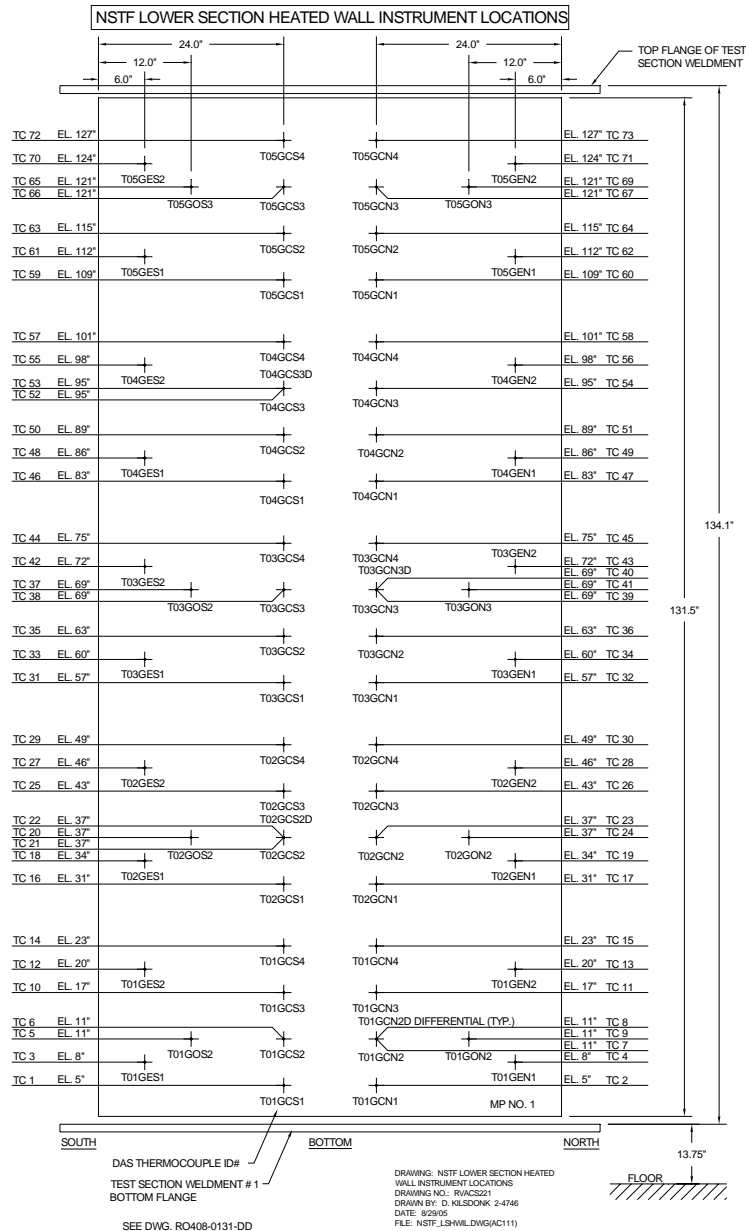 NSTF LOWER SECTION HEATED WALL INSTRUMENT LOCATIONS
24.0" 24.0"
12.0" 12.0"
6.0" 6.0"
TOP FLANGE OF TEST
SECTION WELDMENT
TC 72 EL. 127" T05GCS4 T05GCN4 EL. 127" TC 73
TC 70 EL. 124" T05GES2 T05GEN2 EL. 124" TC 71
TC 65 EL. 121" T05GOS3 T05GON3 EL. 121" TC 69
TC 66 EL. 121" T05GCS3 T05GCN3 EL. 121" TC 67
TC 63 EL. 115" T05GCS2 T05GCN2 EL. 115" TC 64
TC 61 EL. 112" T05GES1 T05GEN1 EL. 112" TC 62
TC 59 EL. 109" T05GCS1 T05GCN1 EL. 109" TC 60
TC 57 EL. 101" T04GCS4 T04GCN4 EL. 101" TC 58
TC 55 EL. 98" T04GES2 T04GEN2 EL. 98" TC 56
T04GCS3D
TC 53 EL. 95" T04GCN3 EL. 95" TC 54
TC 52 EL. 95" T04GCS3
TC 50 EL. 89" T04GCS2 T04GCN2 EL. 89" TC 51
TC 48 EL. 86" T04GES1 T04GEN1 EL. 86" TC 49
TC 46 EL. 83" T04GCS1 T04GCN1 EL. 83" TC 47
134.1"
TC 44 EL. 75" T03GCS4 T03GCN4 EL. 75" TC 45
TC 42 EL. 72" T03GES2 T03GEN2 EL. 72" TC 43
T03GCN3D EL. 69" TC 40
TC 37 EL. 69" T03GOS2 T03GON3 EL. 69" TC 41
TC 38 EL. 69" T03GCS3 T03GCN3 EL. 69" TC 39
131.5"
TC 35 EL. 63" T03GCS2 T03GCN2 EL. 63" TC 36
TC 33 EL. 60" T03GES1 T03GEN1 EL. 60" TC 34
TC 31 EL. 57" T03GCS1 T03GCN1 EL. 57" TC 32
TC 29 EL. 49" T02GCS4 T02GCN4 EL. 49" TC 30
TC 27 EL. 46" T02GES2 T02GEN2 EL. 46" TC 28
TC 25 EL. 43" T02GCS3 T02GCN3 EL. 43" TC 26
TC 22 EL. 37" T02GCS2D EL. 37" TC 23
TC 20 EL. 37" T02GOS2 T02GON2 EL. 37" TC 24
TC 21 EL. 37" T02GCS2 T02GCN2
TC 18 EL. 34" T02GES1 T02GEN1 EL. 34" TC 19
TC 16 EL. 31" T02GCS1 T02GCN1 EL. 31" TC 17
TC 14 EL. 23" T01GCS4 T01GCN4 EL. 23" TC 15
TC 12 EL. 20" T01GES2 T01GEN2 EL. 20" TC 13
TC 10 EL. 17" T01GCS3 T01GCN3 EL. 17" TC 11
T01GCN2D DIFFERENTIAL (TYP.)
TC 6 EL. 11" T01GCS2 T01GCN2 EL. 11" TC 8
TC 5 EL. 11" T01GOS2 T01GON2 EL. 11" TC 9
EL. 11" TC 7
TC 3 EL. 8" T01GES1 T01GEN1 EL. 8" TC 4
TC 1 EL. 5" T01GCS1 T01GCN1 EL. 5" TC 2
MP NO. 1
SOUTH BOTTOM NORTH
13.75"
DAS THERMOCOUPLE ID#
TEST SECTION WELDMENT # 1
BOTTOM FLANGE
FLOOR
SEE DWG. RO408-0131-DD
DRAWING: NSTF LOWER SECTION HEATED
WALL INSTRUMENT LOCATIONS
DRAWING NO.: RVACS221
DRAWN BY: D. KILSDONK 2-4746
DATE: 8/29/05
FILE: NSTF_LSHWIL.DWG(AC111)